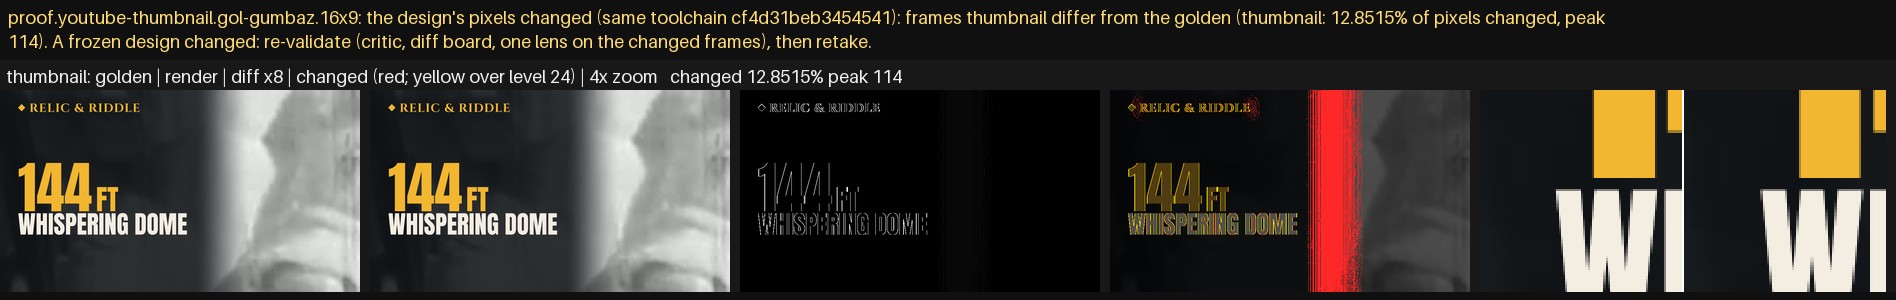 proof.youtube-thumbnail.gol-gumbaz.16x9: the design's pixels changed (same toolchain cf4d31beb3454541): frames thumbnail differ from the golden (thumbnail: 12.8515% of pixels changed, peak
114). A frozen design changed: re-validate (critic, diff board, one lens on the changed frames), then retake.
thumbnail: golden | render | diff x8 | changed (red; yellow over level 24) | 4x zoom changed 12.8515% peak 114
◆ RELIC & RIDDLE
144 FT
WHISPERING DOME
◆ RELIC & RIDDLE
144 FT
WHISPERING DOME
◇ RELIC & RIDDLE
144 FT
WHISPERING DOME
◇ RELIC & RIDDLE
144 FT
WHISPERING DOME
W
W